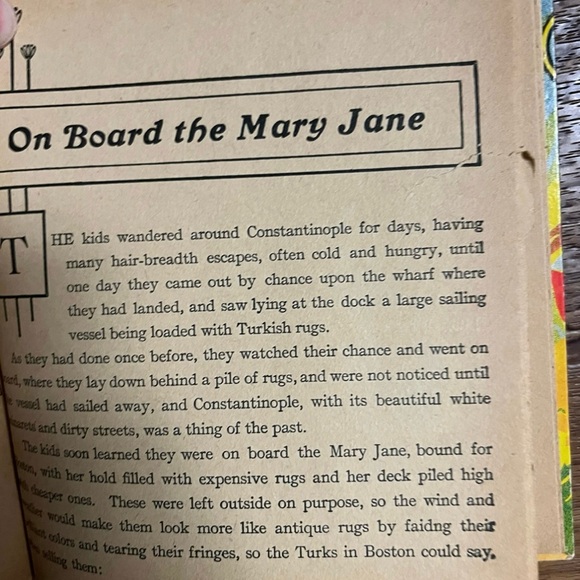 On Board the Mary Jane
THE kids wandered around Constantinople for days, having
many hair-breadth escapes, often cold and hungry, until
one day they came out by chance upon the wharf where
they had landed, and saw lying at the dock a large sailing
vessel being loaded with Turkish rugs.
As they had done once before, they watched their chance and went on
where they lay down behind a pile of rugs, and were not noticed until
vessel had sailed away, and Constantinople, with its beautiful white
and dirty streets, was a thing of the past.
The kids soon learned they were on board the Mary Jane, bound for
with her hold filled with expensive rugs and her deck piled high
cheaper ones. These were left outside on purpose, so the wind and
would make them look more like antique rugs by faidng their
colors and tearing their fringes, so the Turks in Boston could say,
selling them: